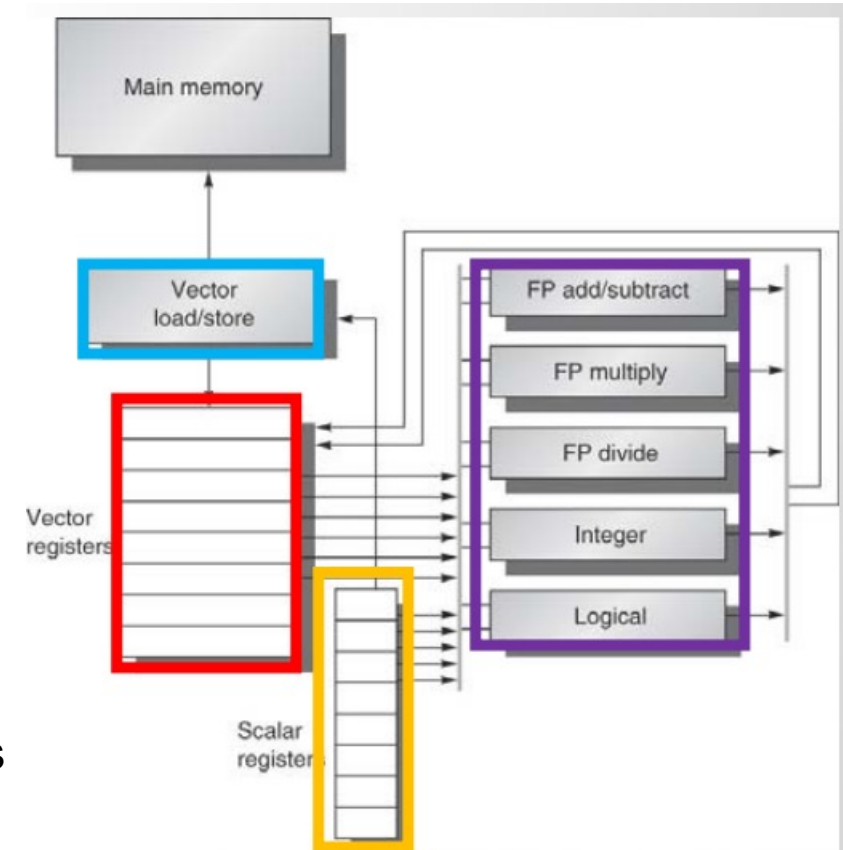 Main memory
Vector
load/store
FP add/subtract
FP multiply
FP divide
Integer
Logical
Vector
registers
Scalar
registers
s